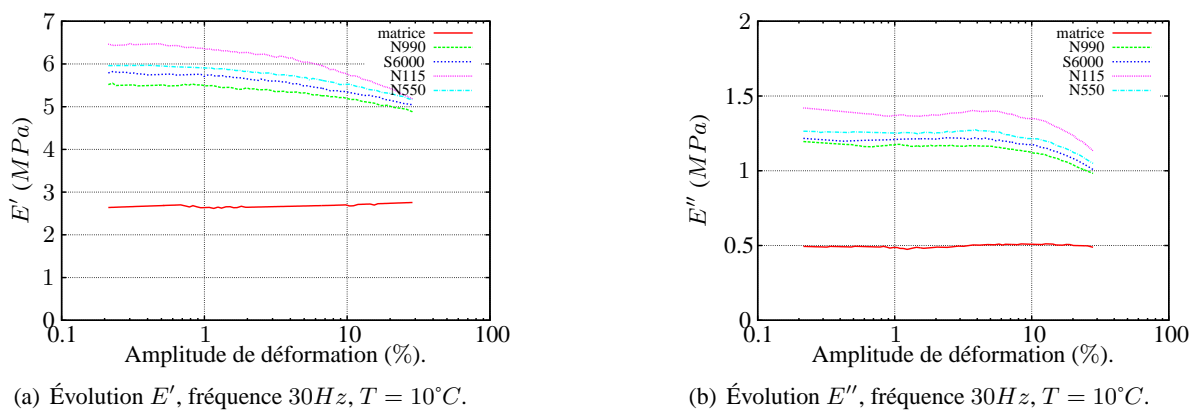 7
6
5
4
3
2
1
0
0.1
1
10
100
E′ (MPa)
Amplitude de déformation (%).
matrice
N990
S6000
N115
N550
(a) Évolution E′, fréquence 30Hz, T = 10°C.
2
1.5
1
0.5
0
0.1
1
10
100
E′′ (MPa)
Amplitude de déformation (%).
matrice
N990
S6000
N115
N550
(b) Évolution E′′, fréquence 30Hz, T = 10°C.